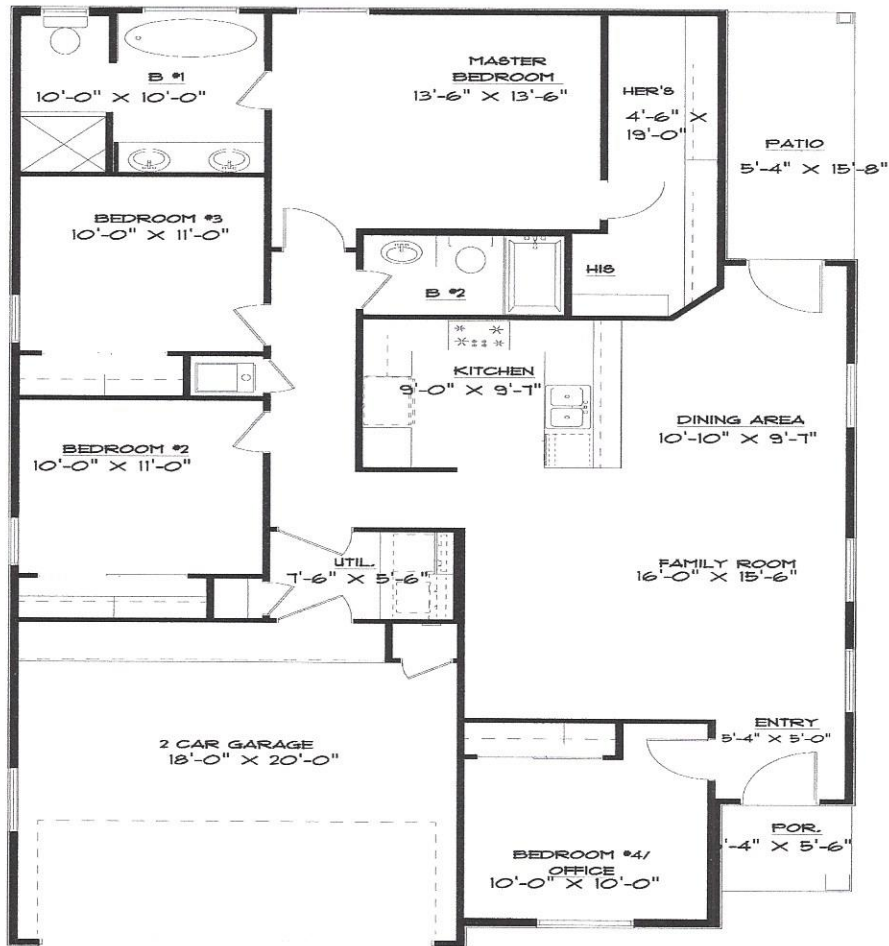 B #1
10'-0" X 10'-0"
MASTER
BEDROOM
13'-6" X 13'-6"
HER'S
4'-6" X
19'-0"
PATIO
5'-4" X 15'-8"
BEDROOM #3
10'-0" X 11'-0"
B #2
HIS
KITCHEN
9'-0" X 9'-7"
DINING AREA
10'-10" X 9'-7"
BEDROOM #2
10'-0" X 11'-0"
UTIL.
7'-6" X 5'-6"
FAMILY ROOM
16'-0" X 15'-6"
2 CAR GARAGE
18'-0" X 20'-0"
ENTRY
5'-4" X 5'-0"
POR.
'-4" X 5'-6"
BEDROOM #4/
OFFICE
10'-0" X 10'-0"